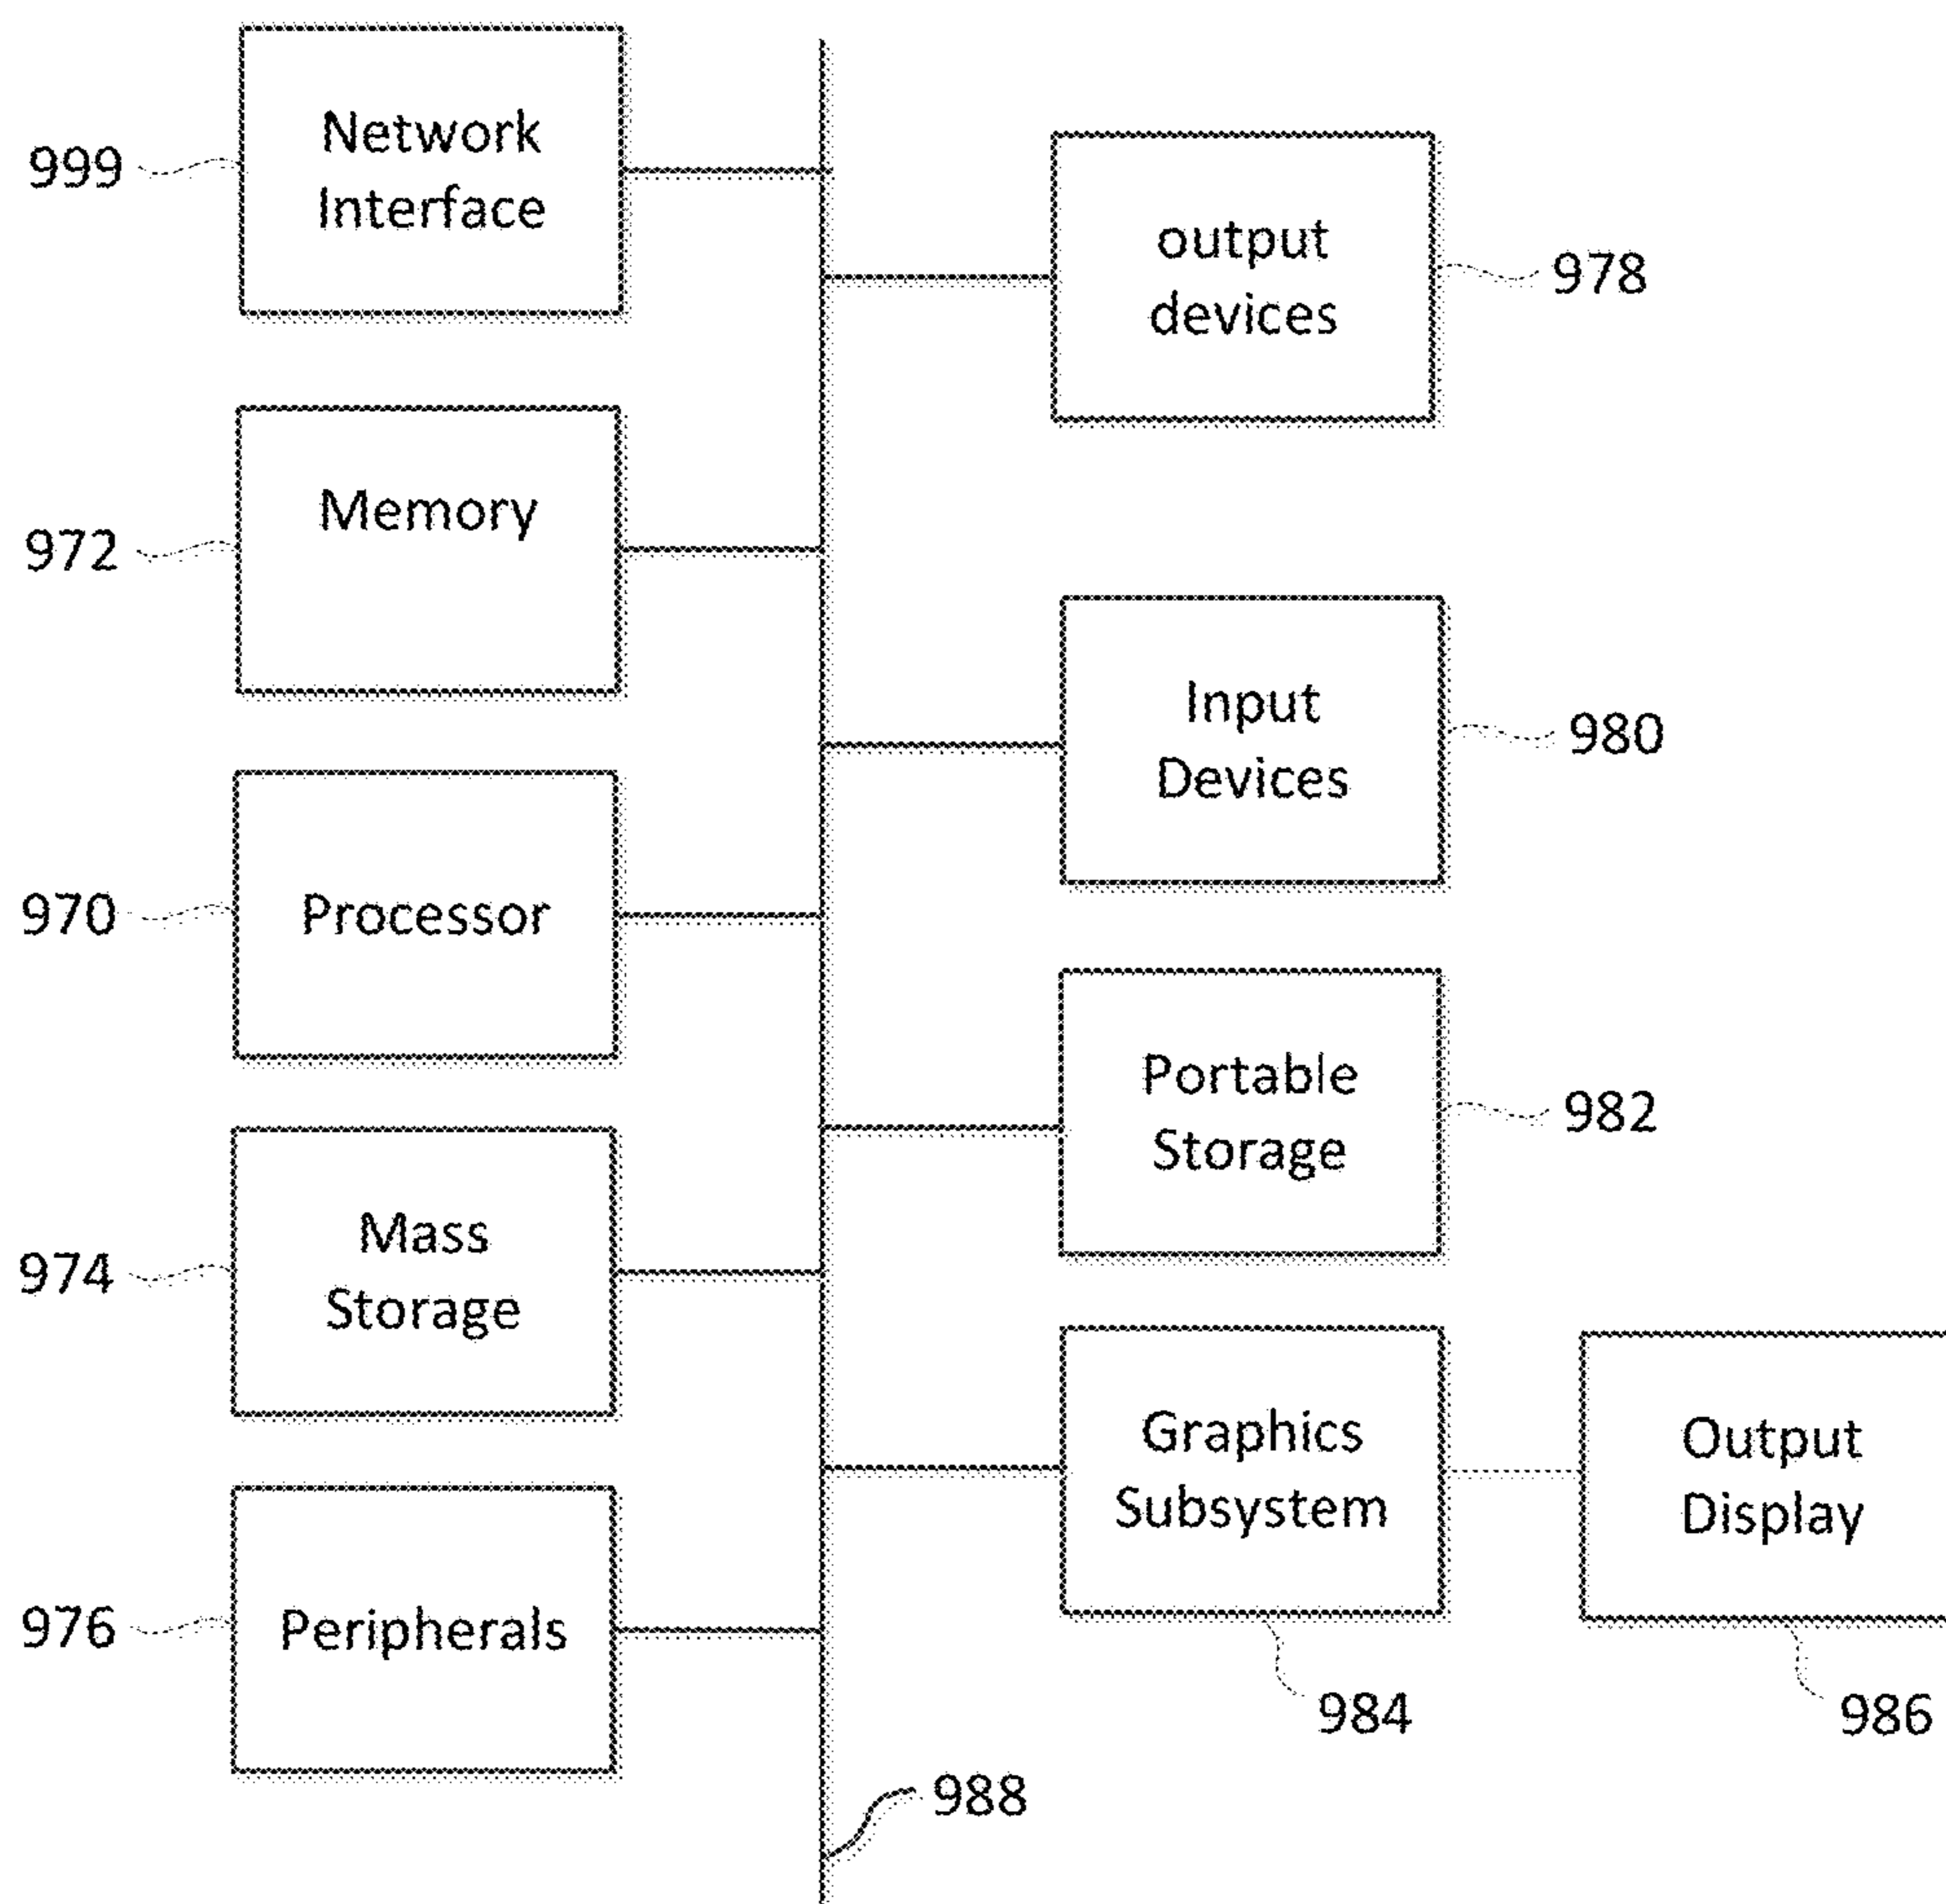 999
Network
Interface
output
devices
978
972
Memory
Input
Devices
980
970
Processor
Portable
Storage
982
974
Mass
Storage
Graphics
Subsystem
984
Output
Display
986
976
Peripherals
988